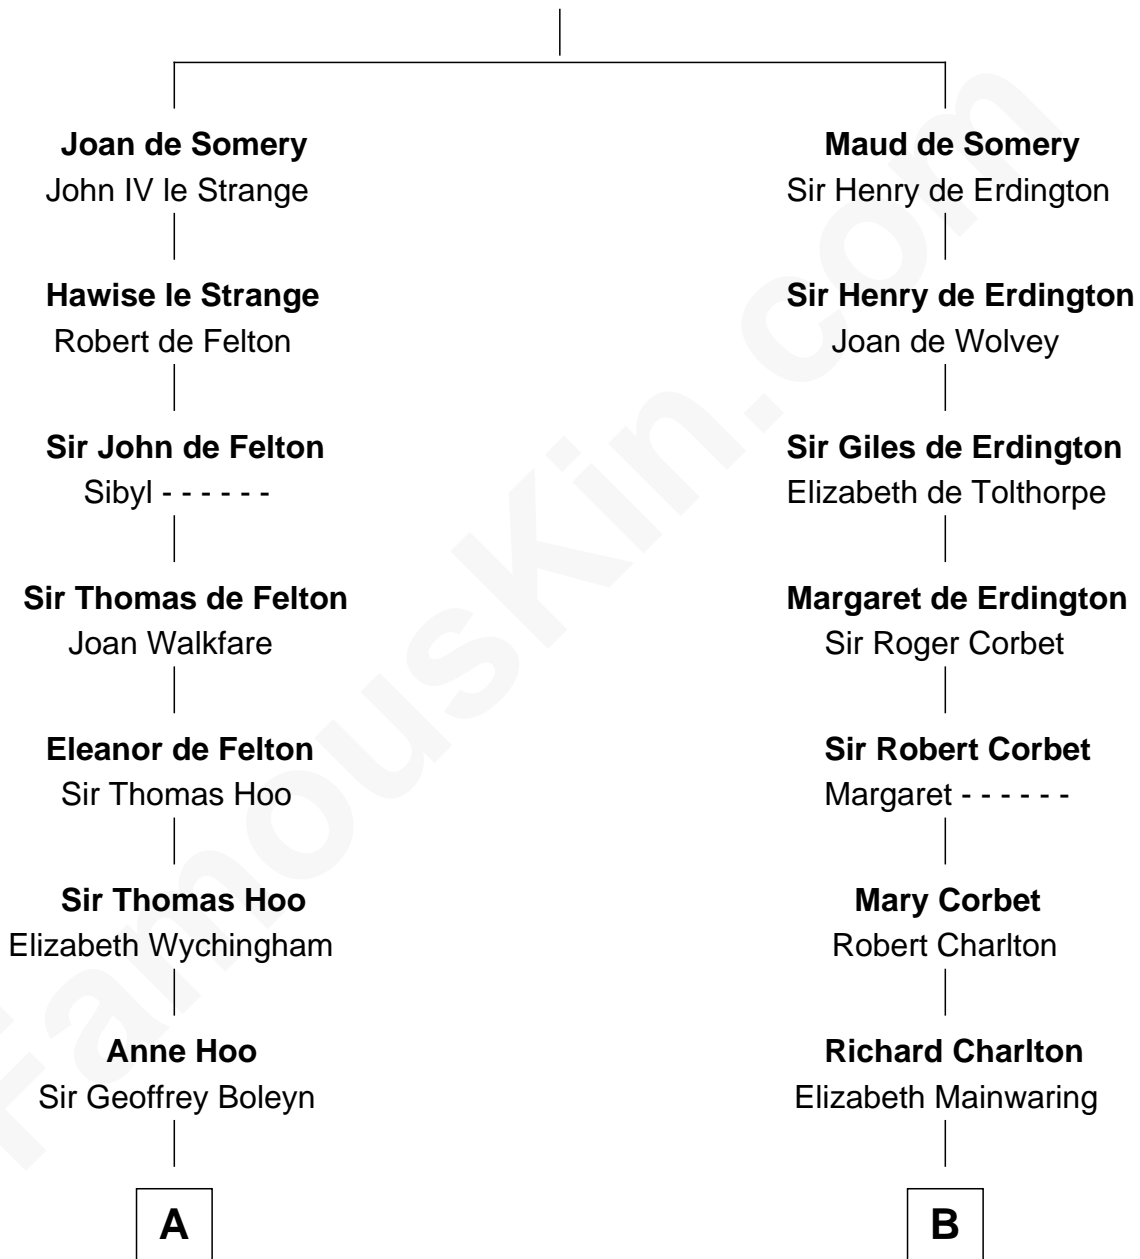 Joan de Somery
John IV le Strange
Hawise le Strange
Robert de Felton
Sir John de Felton
Sibyl - - - - - -
Sir Thomas de Felton
Joan Walkfare
Eleanor de Felton
Sir Thomas Hoo
Sir Thomas Hoo
Elizabeth Wychingham
Anne Hoo
Sir Geoffrey Boleyn
A
Maud de Somery
Sir Henry de Erdington
Sir Henry de Erdington
Joan de Wolvey
Sir Giles de Erdington
Elizabeth de Tolthorpe
Margaret de Erdington
Sir Roger Corbet
Sir Robert Corbet
Margaret - - - - - -
Mary Corbet
Robert Charlton
Richard Charlton
Elizabeth Mainwaring
B
FamousKin.com